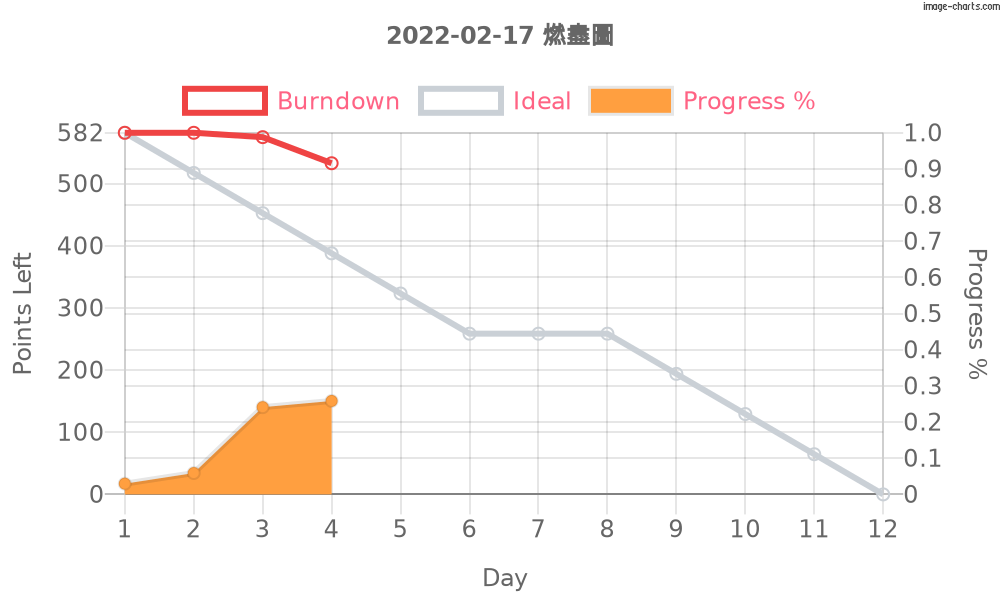 image-charts.com
2022-02-17 燃盡圖
Burndown Ideal Progress %
582
500
400
300
200
100
0
Points Left
1.0
0.9
0.8
0.7
0.6
0.5
0.4
0.3
0.2
0.1
0
Progress %
1 2 3 4 5 6 7 8 9 10 11 12
Day